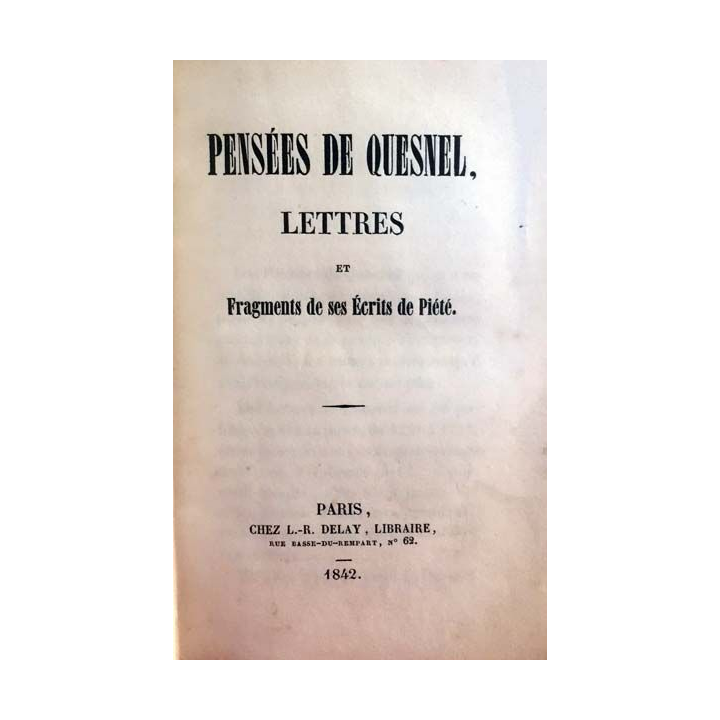 PENSÉES DE QUESNEL,
LETTRES
ET
Fragments de ses Écrits de Piété.
PARIS,
CHEZ L.-R. DELAY, LIBRAIRE,
RUE BASSE-DU-REMPART, N° 62.
1842.